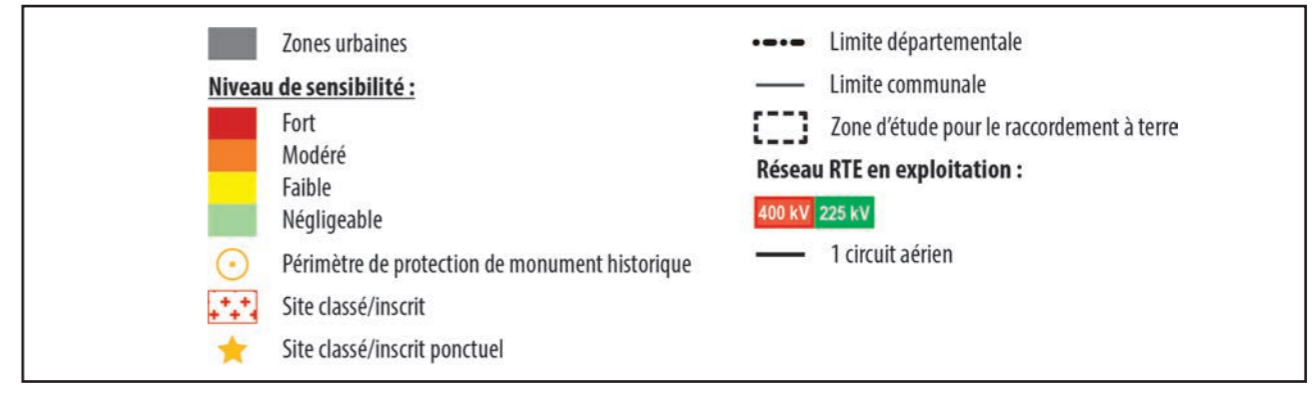 Zones urbaines
Niveau de sensibilité :
Fort
Modéré
Faible
Négligeable
Périmètre de protection de monument historique
Site classé/inscrit
Site classé/inscrit ponctuel
Limite départementale
Limite communale
Zone d'étude pour le raccordement à terre
Réseau RTE en exploitation :
400 kV 225 kV
1 circuit aérien